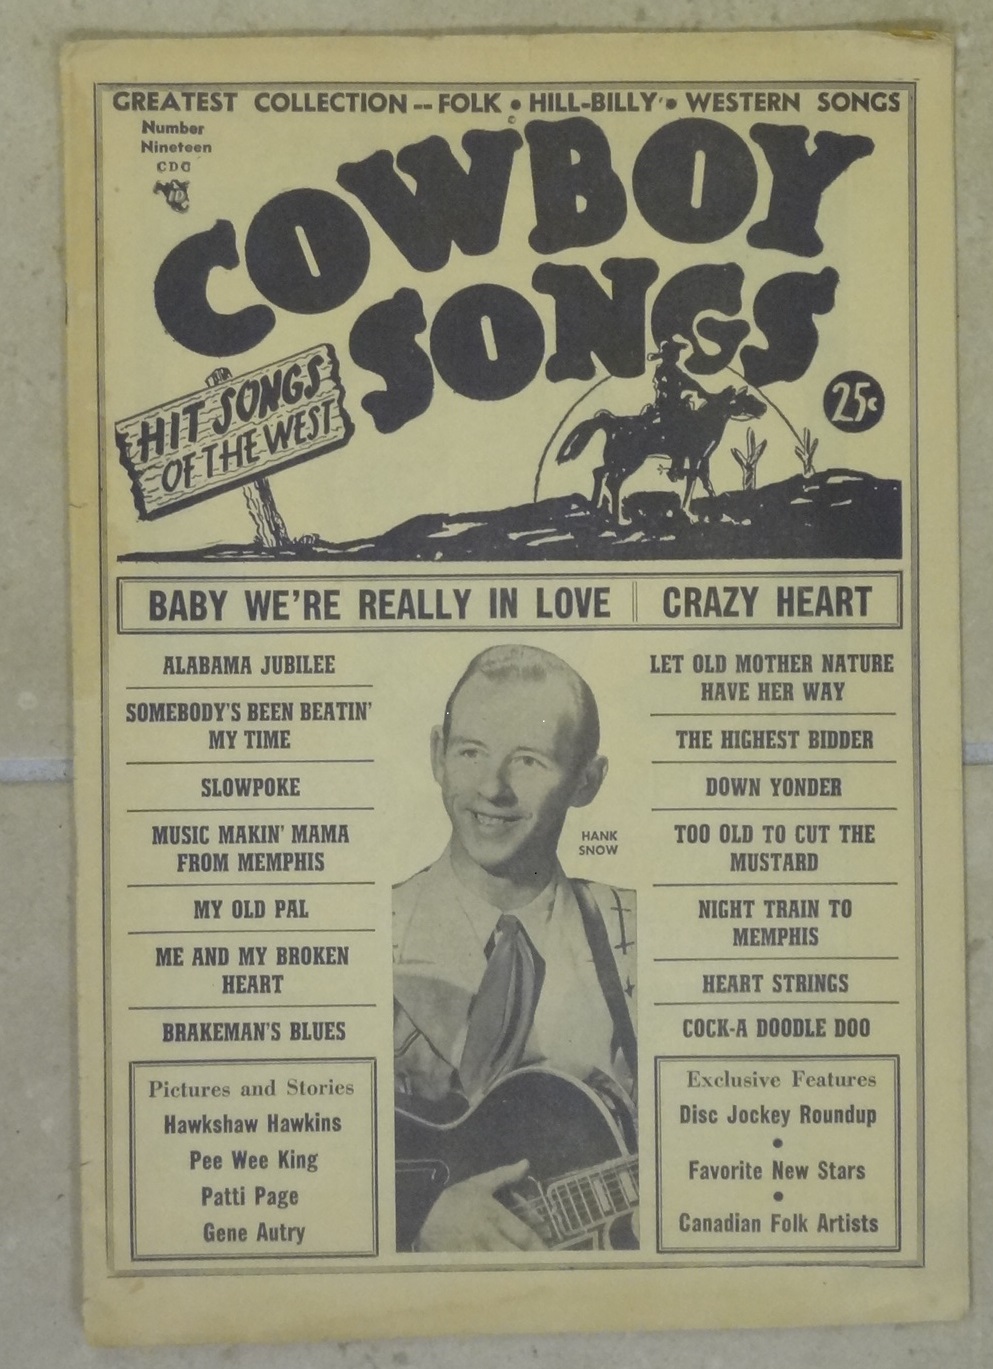 GREATEST COLLECTION -- FOLK • HILL-BILLY • WESTERN SONGS
Number
Nineteen
CDC
ID
©
COWBOY
SONGS
HIT SONGS
OF THE WEST
25c
BABY WE'RE REALLY IN LOVE
CRAZY HEART
ALABAMA JUBILEE
SOMEBODY'S BEEN BEATIN'
MY TIME
SLOWPOKE
MUSIC MAKIN' MAMA
FROM MEMPHIS
MY OLD PAL
ME AND MY BROKEN
HEART
BRAKEMAN'S BLUES
HANK
SNOW
LET OLD MOTHER NATURE
HAVE HER WAY
THE HIGHEST BIDDER
DOWN YONDER
TOO OLD TO CUT THE
MUSTARD
NIGHT TRAIN TO
MEMPHIS
HEART STRINGS
COCK-A DOODLE DOO
Pictures and Stories
Hawkshaw Hawkins
Pee Wee King
Patti Page
Gene Autry
Exclusive Features
Disc Jockey Roundup
•
Favorite New Stars
•
Canadian Folk Artists